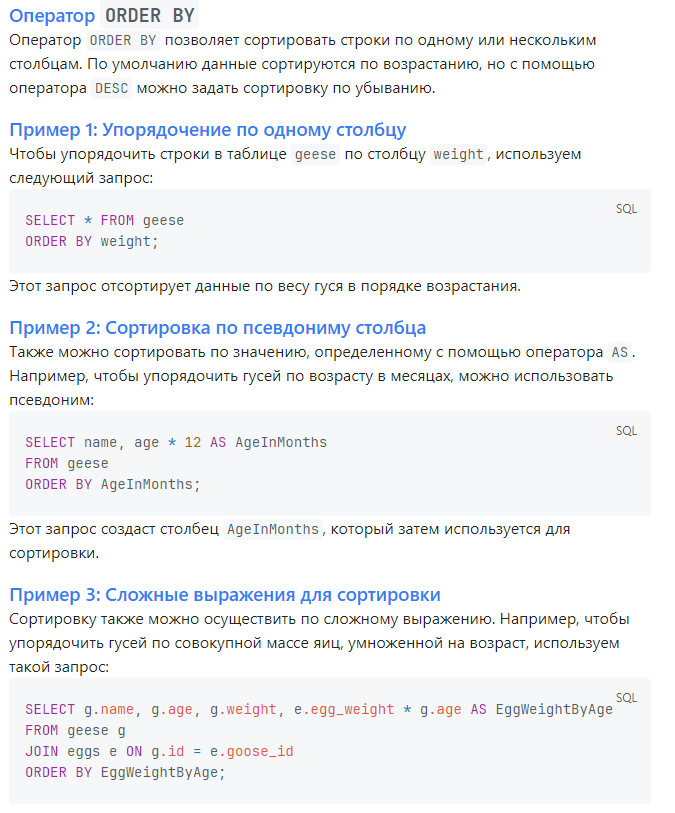 Оператор ORDER BY
Оператор ORDER BY позволяет сортировать строки по одному или нескольким
столбцам. По умолчанию данные сортируются по возрастанию, но с помощью
оператора DESC можно задать сортировку по убыванию.
Пример 1: Упорядочение по одному столбцу
Чтобы упорядочить строки в таблице geese по столбцу weight, используем
следующий запрос:
SQL
SELECT * FROM geese
ORDER BY weight;
Этот запрос отсортирует данные по весу гуся в порядке возрастания.
Пример 2: Сортировка по псевдониму столбца
Также можно сортировать по значению, определенному с помощью оператора AS.
Например, чтобы упорядочить гусей по возрасту в месяцах, можно использовать
псевдоним:
SQL
SELECT name, age * 12 AS AgeInMonths
FROM geese
ORDER BY AgeInMonths;
Этот запрос создаст столбец AgeInMonths, который затем используется для
сортировки.
Пример 3: Сложные выражения для сортировки
Сортировку также можно осуществить по сложному выражению. Например, чтобы
упорядочить гусей по совокупной массе яиц, умноженной на возраст, используем
такой запрос:
SQL
SELECT g.name, g.age, g.weight, e.egg_weight * g.age AS EggWeightByAge
FROM geese g
JOIN eggs e ON g.id = e.goose_id
ORDER BY EggWeightByAge;